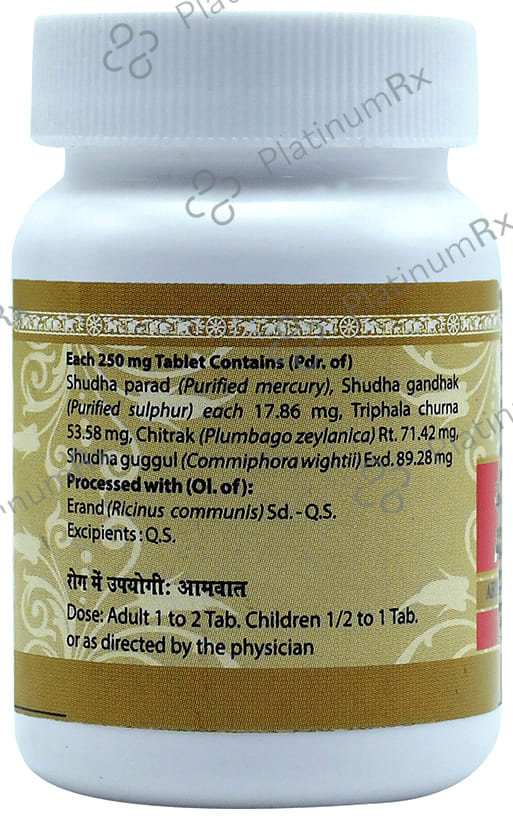 PlatinumRx
PlatinumRx
PlatinumRx
Each 250 mg Tablet Contains (Pdr. of)
Shudha parad (Purified mercury), Shudha gandhak
(Purified sulphur) each 17.86 mg, Triphala churna
53.58 mg, Chitrak (Plumbago zeylanica) Rt. 71.42 mg,
Shudha guggul (Commiphora wightii) Exd. 89.28 mg
Processed with (Ol. of):
Erand (Ricinus communis) Sd. - Q.S.
Excipients : Q.S.
रोग में उपयोगी: आमवात
Dose: Adult 1 to 2 Tab. Children 1/2 to 1 Tab.
or as directed by the physician